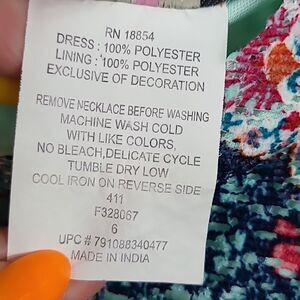 RN 18854
DRESS: 100% POLYESTER
LINING: 100% POLYESTER
EXCLUSIVE OF DECORATION
REMOVE NECKLACE BEFORE WASHING
MACHINE WASH COLD
WITH LIKE COLORS,
NO BLEACH,DELICATE CYCLE
TUMBLE DRY LOW
COOL IRON ON REVERSE SIDE
411
F328067
6
UPC # 791088340477
MADE IN INDIA